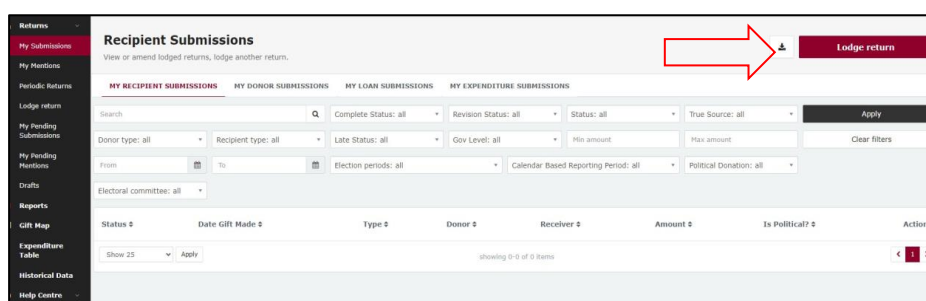 Returns
My Submissions
My Mentions
Periodic Returns
Lodge return
My Pending
Submissions
My Pending
Mentions
Drafts
Reports
Gift Map
Expenditure
Table
Historical Data
Help Centre
Recipient Submissions
View or amend lodged returns, lodge another return.
Lodge return
MY RECIPIENT SUBMISSIONS MY DONOR SUBMISSIONS MY LOAN SUBMISSIONS MY EXPENDITURE SUBMISSIONS
Search Complete Status: all Revision Status: all Status: all True Source: all Apply
Donor type: all Recipient type: all Late Status: all Gov Level: all Min amount Max amount Clear filters
From To Election periods: all Calendar Based Reporting Period: all Political Donation: all
Electoral committee: all
Status Date Gift Made Type Donor Receiver Amount Is Political? Action
Show 25 Apply showing 0-0 of 0 items 1